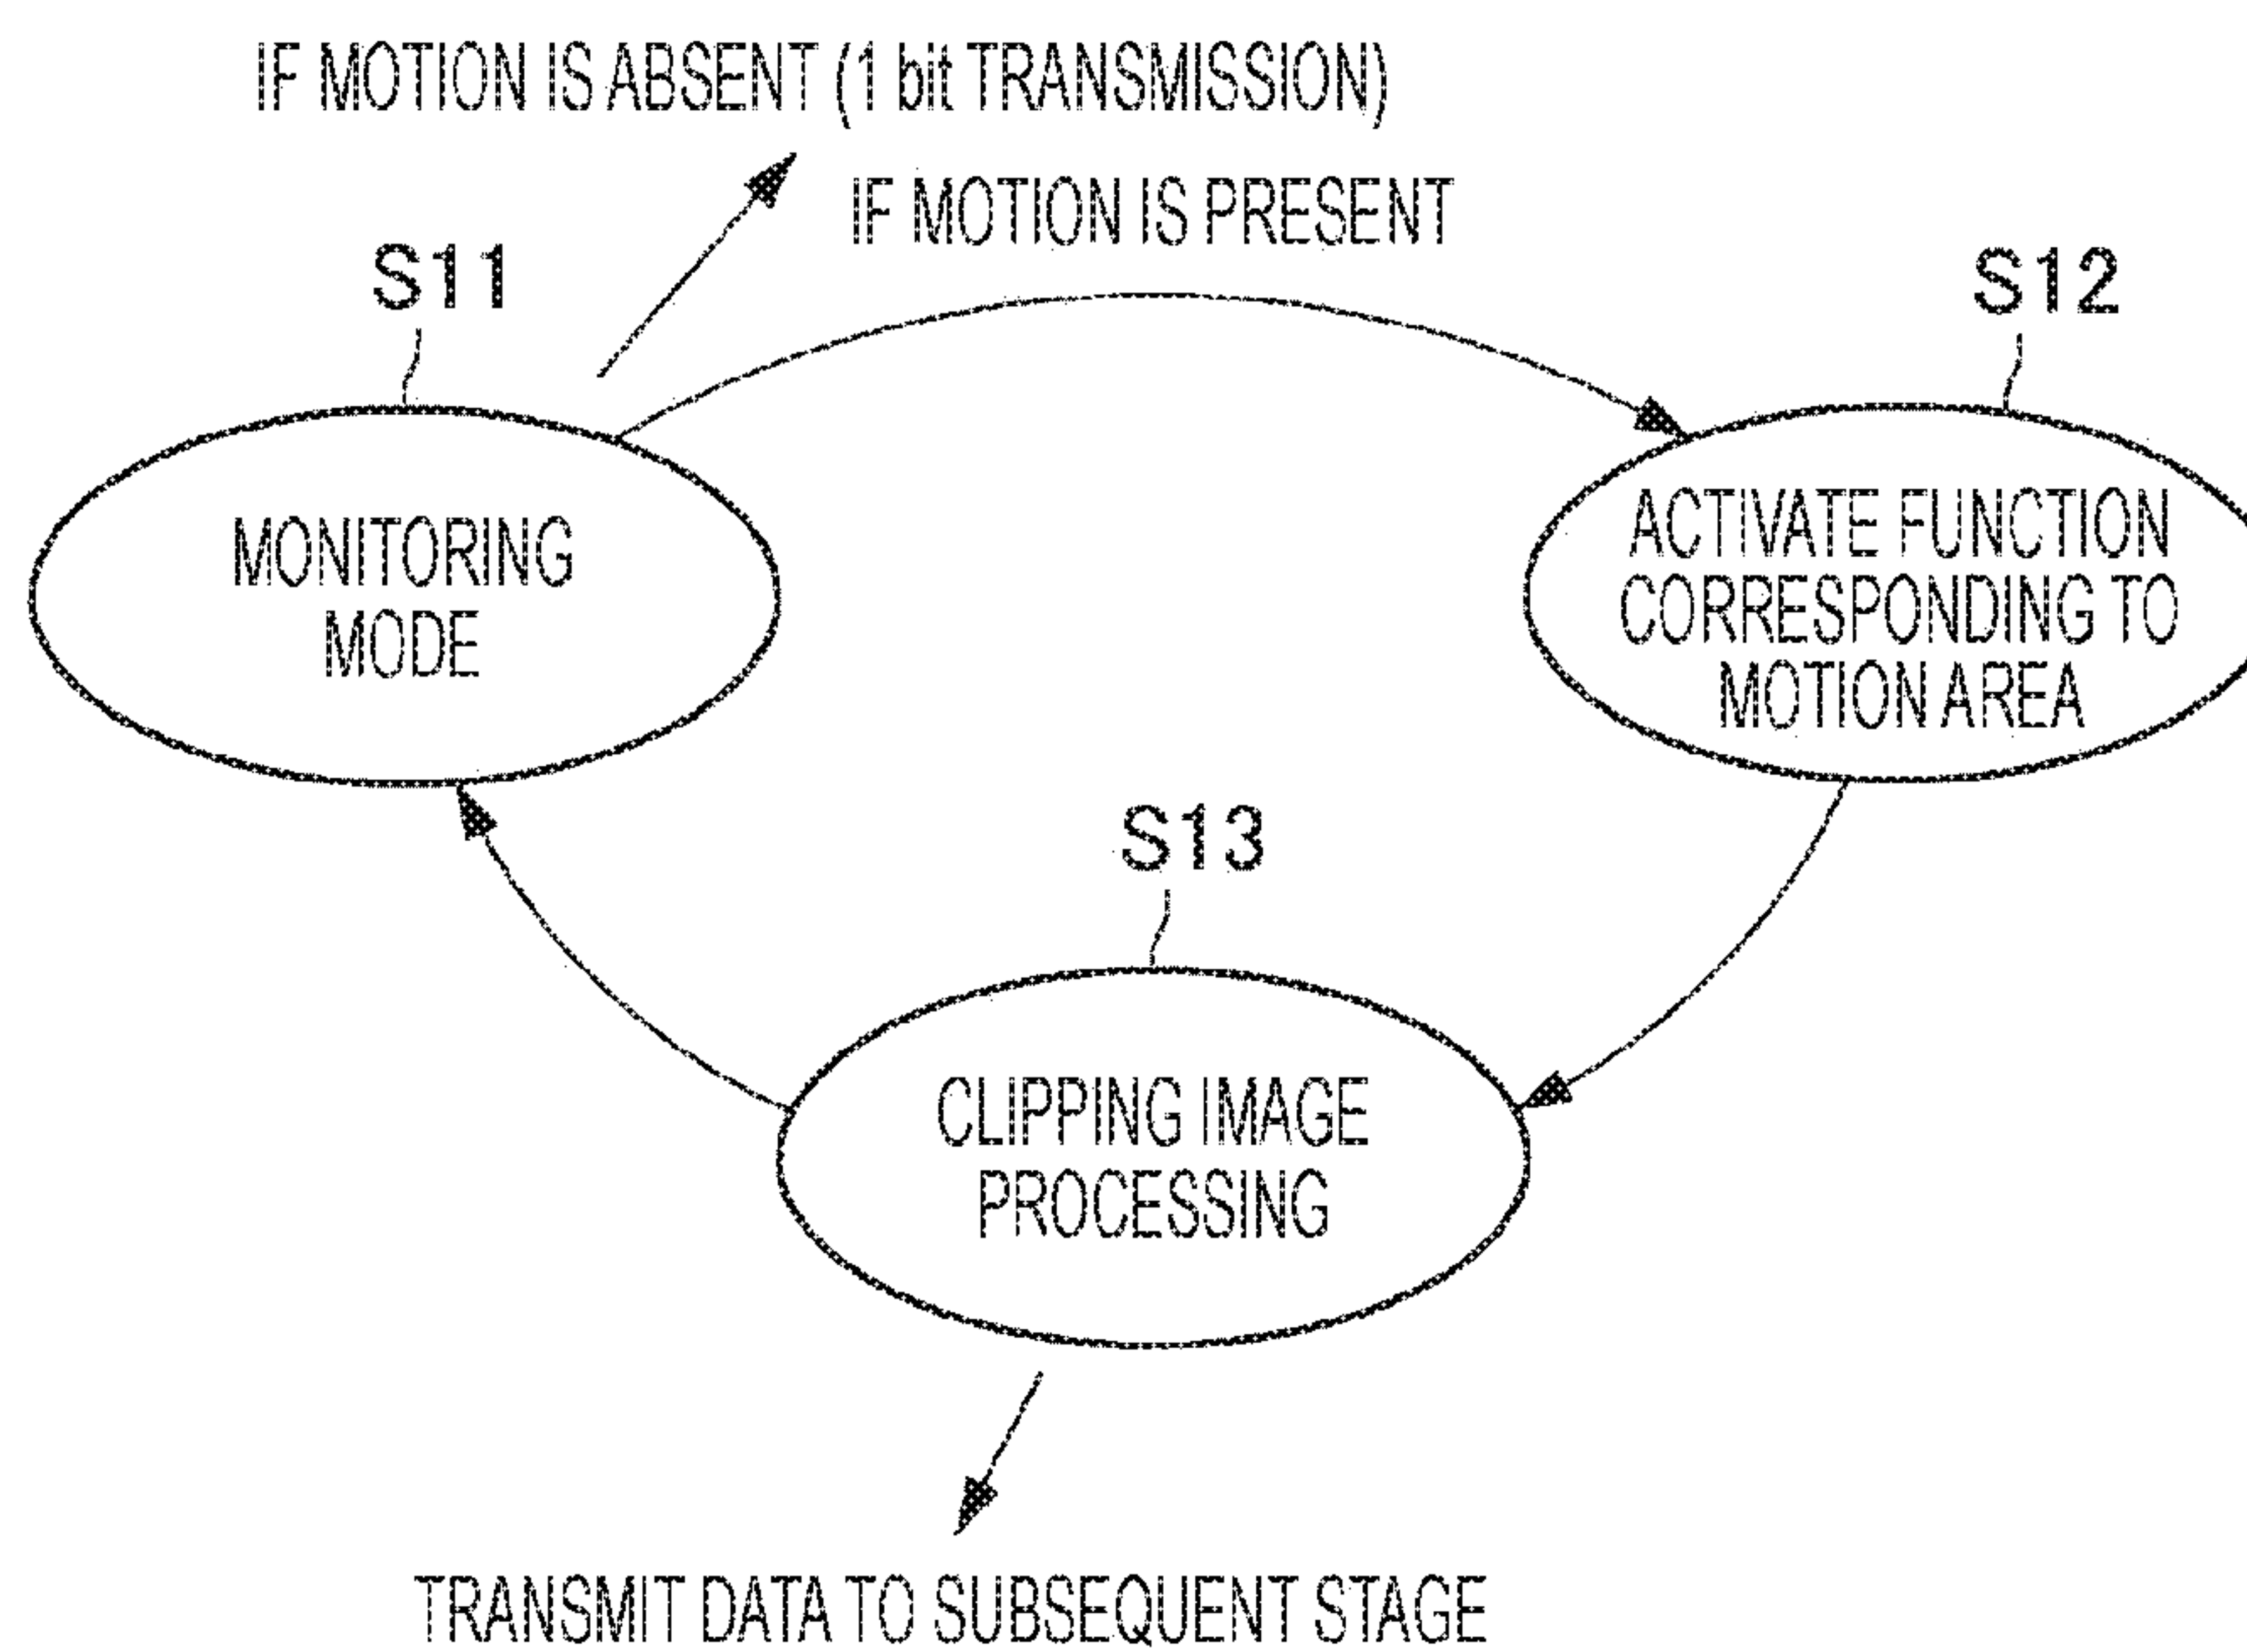 IF MOTION IS ABSENT (1 bit TRANSMISSION)
IF MOTION IS PRESENT
S11
S12
MONITORING
MODE
ACTIVATE FUNCTION
CORRESPONDING TO
MOTION AREA
S13
CLIPPING IMAGE
PROCESSING
TRANSMIT DATA TO SUBSEQUENT STAGE